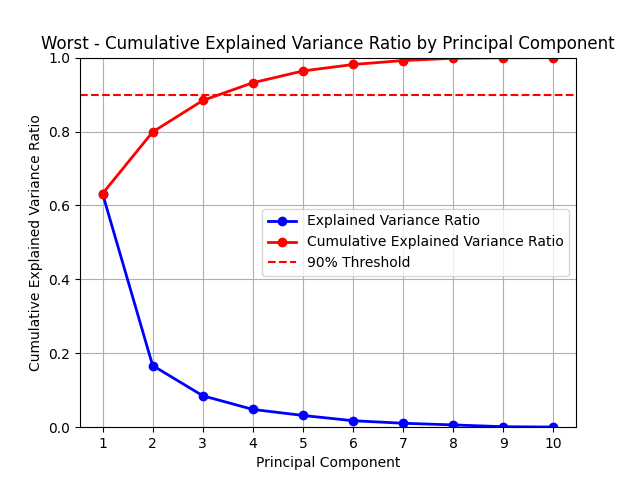 Worst - Cumulative Explained Variance Ratio by Principal Component
Cumulative Explained Variance Ratio
1.0
0.8
0.6
0.4
0.2
0.0
Explained Variance Ratio
Cumulative Explained Variance Ratio
90% Threshold
1 2 3 4 5 6 7 8 9 10
Principal Component